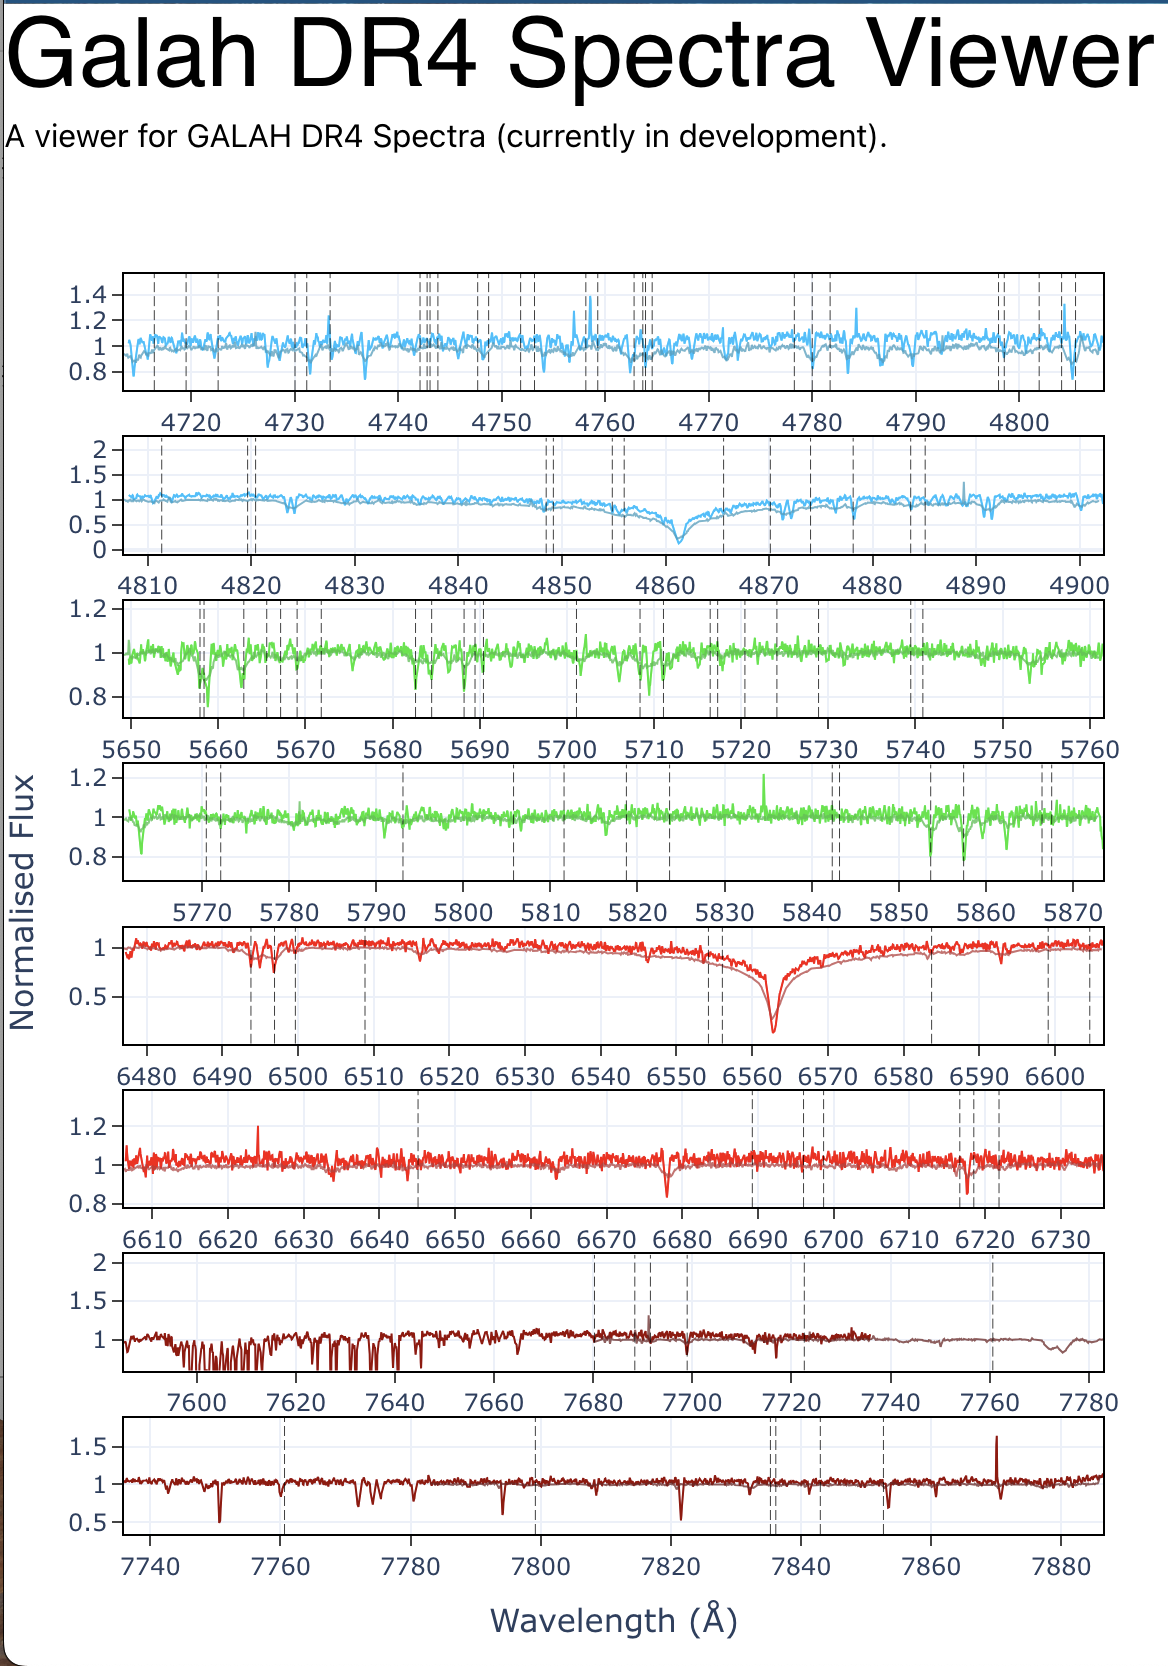 Galah DR4 Spectra Viewer
A viewer for GALAH DR4 Spectra (currently in development).
Normalised Flux
1.4
1.2
1
0.8
4720 4730 4740 4750 4760 4770 4780 4790 4800
2
1.5
1
0.5
0
4810 4820 4830 4840 4850 4860 4870 4880 4890 4900
1.2
1
0.8
5650 5660 5670 5680 5690 5700 5710 5720 5730 5740 5750 5760
1.2
1
0.8
5770 5780 5790 5800 5810 5820 5830 5840 5850 5860 5870
1
0.5
6480 6490 6500 6510 6520 6530 6540 6550 6560 6570 6580 6590 6600
1.2
1
0.8
6610 6620 6630 6640 6650 6660 6670 6680 6690 6700 6710 6720 6730
2
1.5
1
7600 7620 7640 7660 7680 7700 7720 7740 7760 7780
1.5
1
0.5
7740 7760 7780 7800 7820 7840 7860 7880
Wavelength (Å)